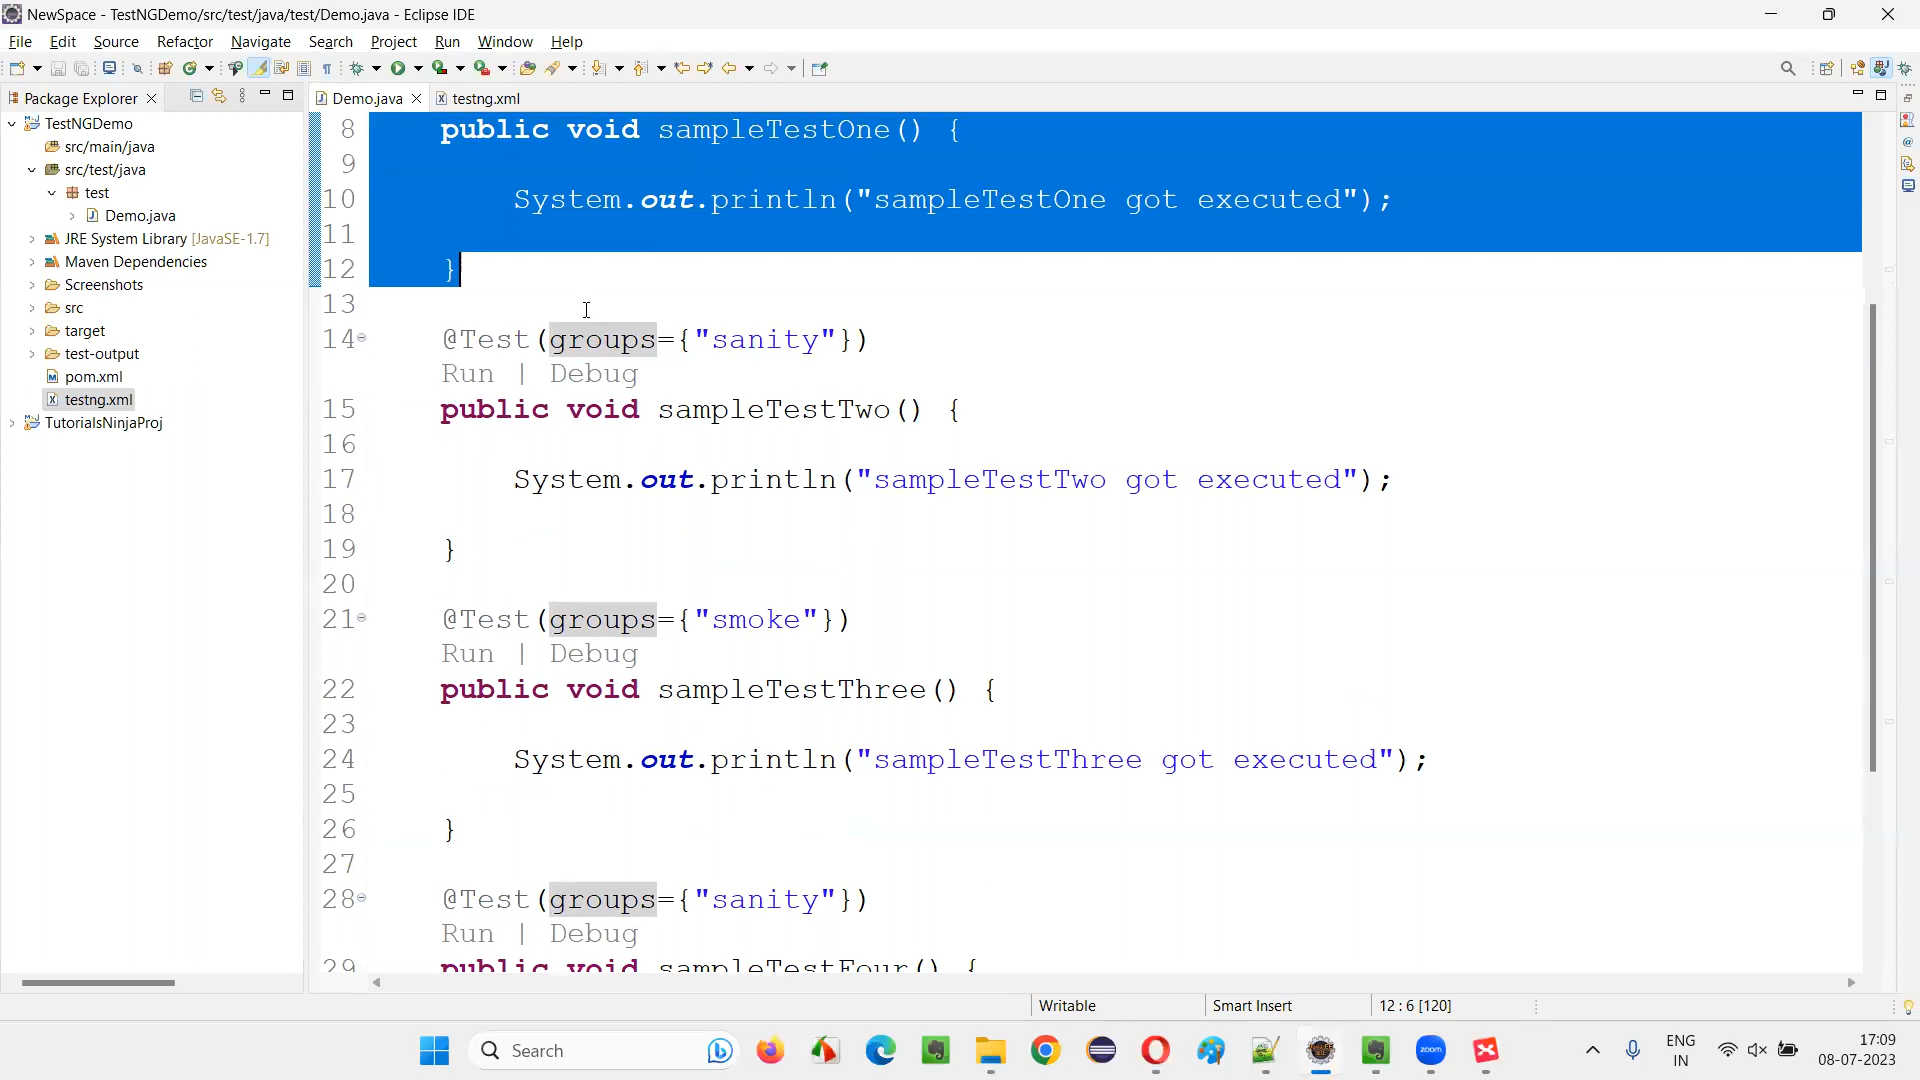 NewSpace - TestNGDemo/src/test/java/test/Demo.java - Eclipse IDE
File Edit Source Refactor Navigate Search Project Run Window Help
Package Explorer
Demo.java testng.xml
TestNGDemo
src/main/java
src/test/java
test
Demo.java
JRE System Library [JavaSE-1.7]
Maven Dependencies
Screenshots
src
target
test-output
pom.xml
testng.xml
TutorialsNinjaProj
8 public void sampleTestOne() {
9
10 System.out.println("sampleTestOne got executed");
11
12 }
13
14 @Test(groups={"sanity"})
Run | Debug
15 public void sampleTestTwo() {
16
17 System.out.println("sampleTestTwo got executed");
18
19 }
20
21 @Test(groups={"smoke"})
Run | Debug
22 public void sampleTestThree() {
23
24 System.out.println("sampleTestThree got executed");
25
26 }
27
28 @Test(groups={"sanity"})
Run | Debug
29 public void sampleTestFour() {
Writable Smart Insert 12 : 6 [120]
Search
zoom
ENG
IN
17:09
08-07-2023